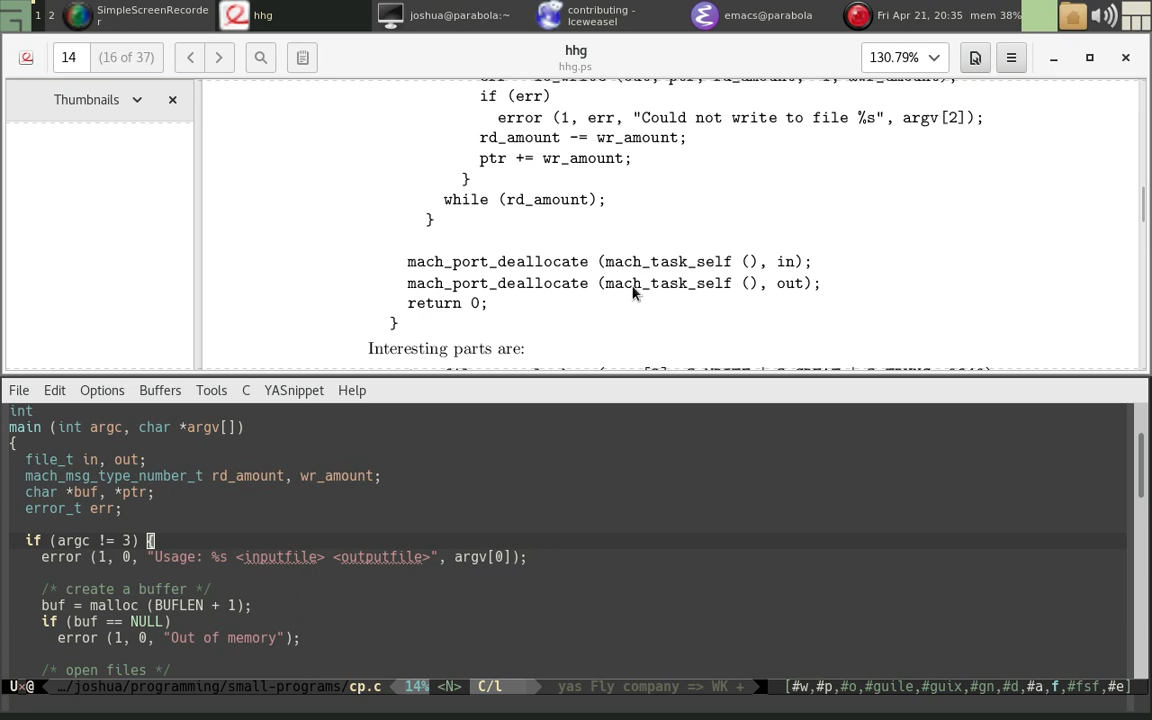 1 2 SimpleScreenRecorde
r
hhg
joshua@parabola:~
contributing -
Iceweasel
emacs@parabola
Fri Apr 21, 20:35 mem 38%
14 (16 of 37)
hhg
hhg.ps
130.79%
Thumbnails
if (err)
error (1, err, "Could not write to file %s", argv[2]);
rd_amount -= wr_amount;
ptr += wr_amount;
}
while (rd_amount);
}
mach_port_deallocate (mach_task_self (), in);
mach_port_deallocate (mach_task_self (), out);
return 0;
}
Interesting parts are:
File Edit Options Buffers Tools C YASnippet Help
int
main (int argc, char *argv[])
{
file_t in, out;
mach_msg_type_number_t rd_amount, wr_amount;
char *buf, *ptr;
error_t err;
if (argc != 3) {
error (1, 0, "Usage: %s <inputfile> <outputfile>", argv[0]);
/* create a buffer */
buf = malloc (BUFLEN + 1);
if (buf == NULL)
error (1, 0, "Out of memory");
/* open files */
U×@ …/joshua/programming/small-programs/cp.c 14% <N> C/l yas Fly company => WK + [#w,#p,#o,#guile,#guix,#gn,#d,#a,f,#fsf,#e]